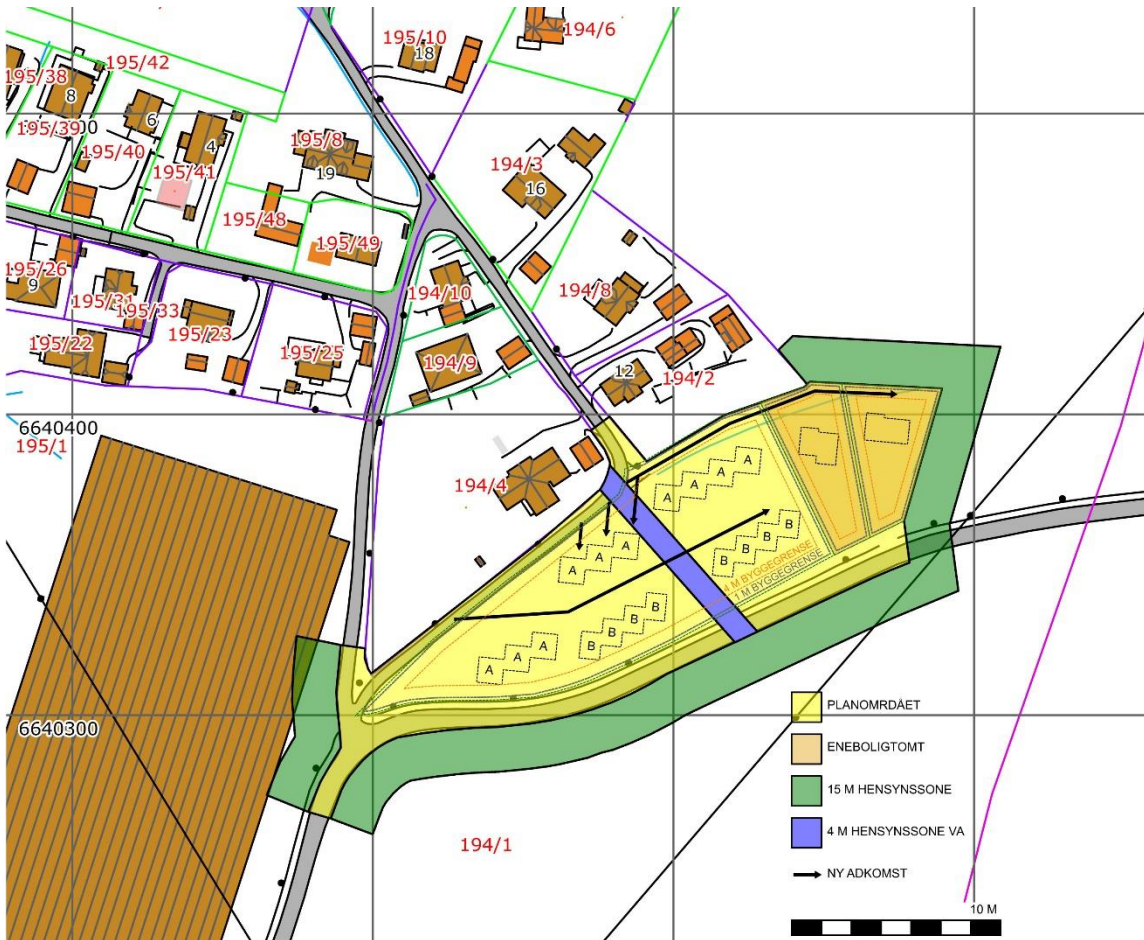 195/10
194/6
18
195/42
195/38
8
6
4
195/39
00
195/40
195/41
195/8
19
194/3
16
195/48
195/49
195/26
9
195/31
195/33
194/10
194/8
195/23
195/22
195/25
194/9
12
194/2
6640400
195/1
194/4
A
A
A
A
B
B
B
B
A
A
A
4 M BYGGEGRENSE
1 M BYGGEGRENSE
B
B
B
B
A
A
A
6640300
PLANOMRDÅET
ENEBOLIGTOMT
15 M HENSYNSSONE
194/1
4 M HENSYNSSONE VA
NY ADKOMST
10 M